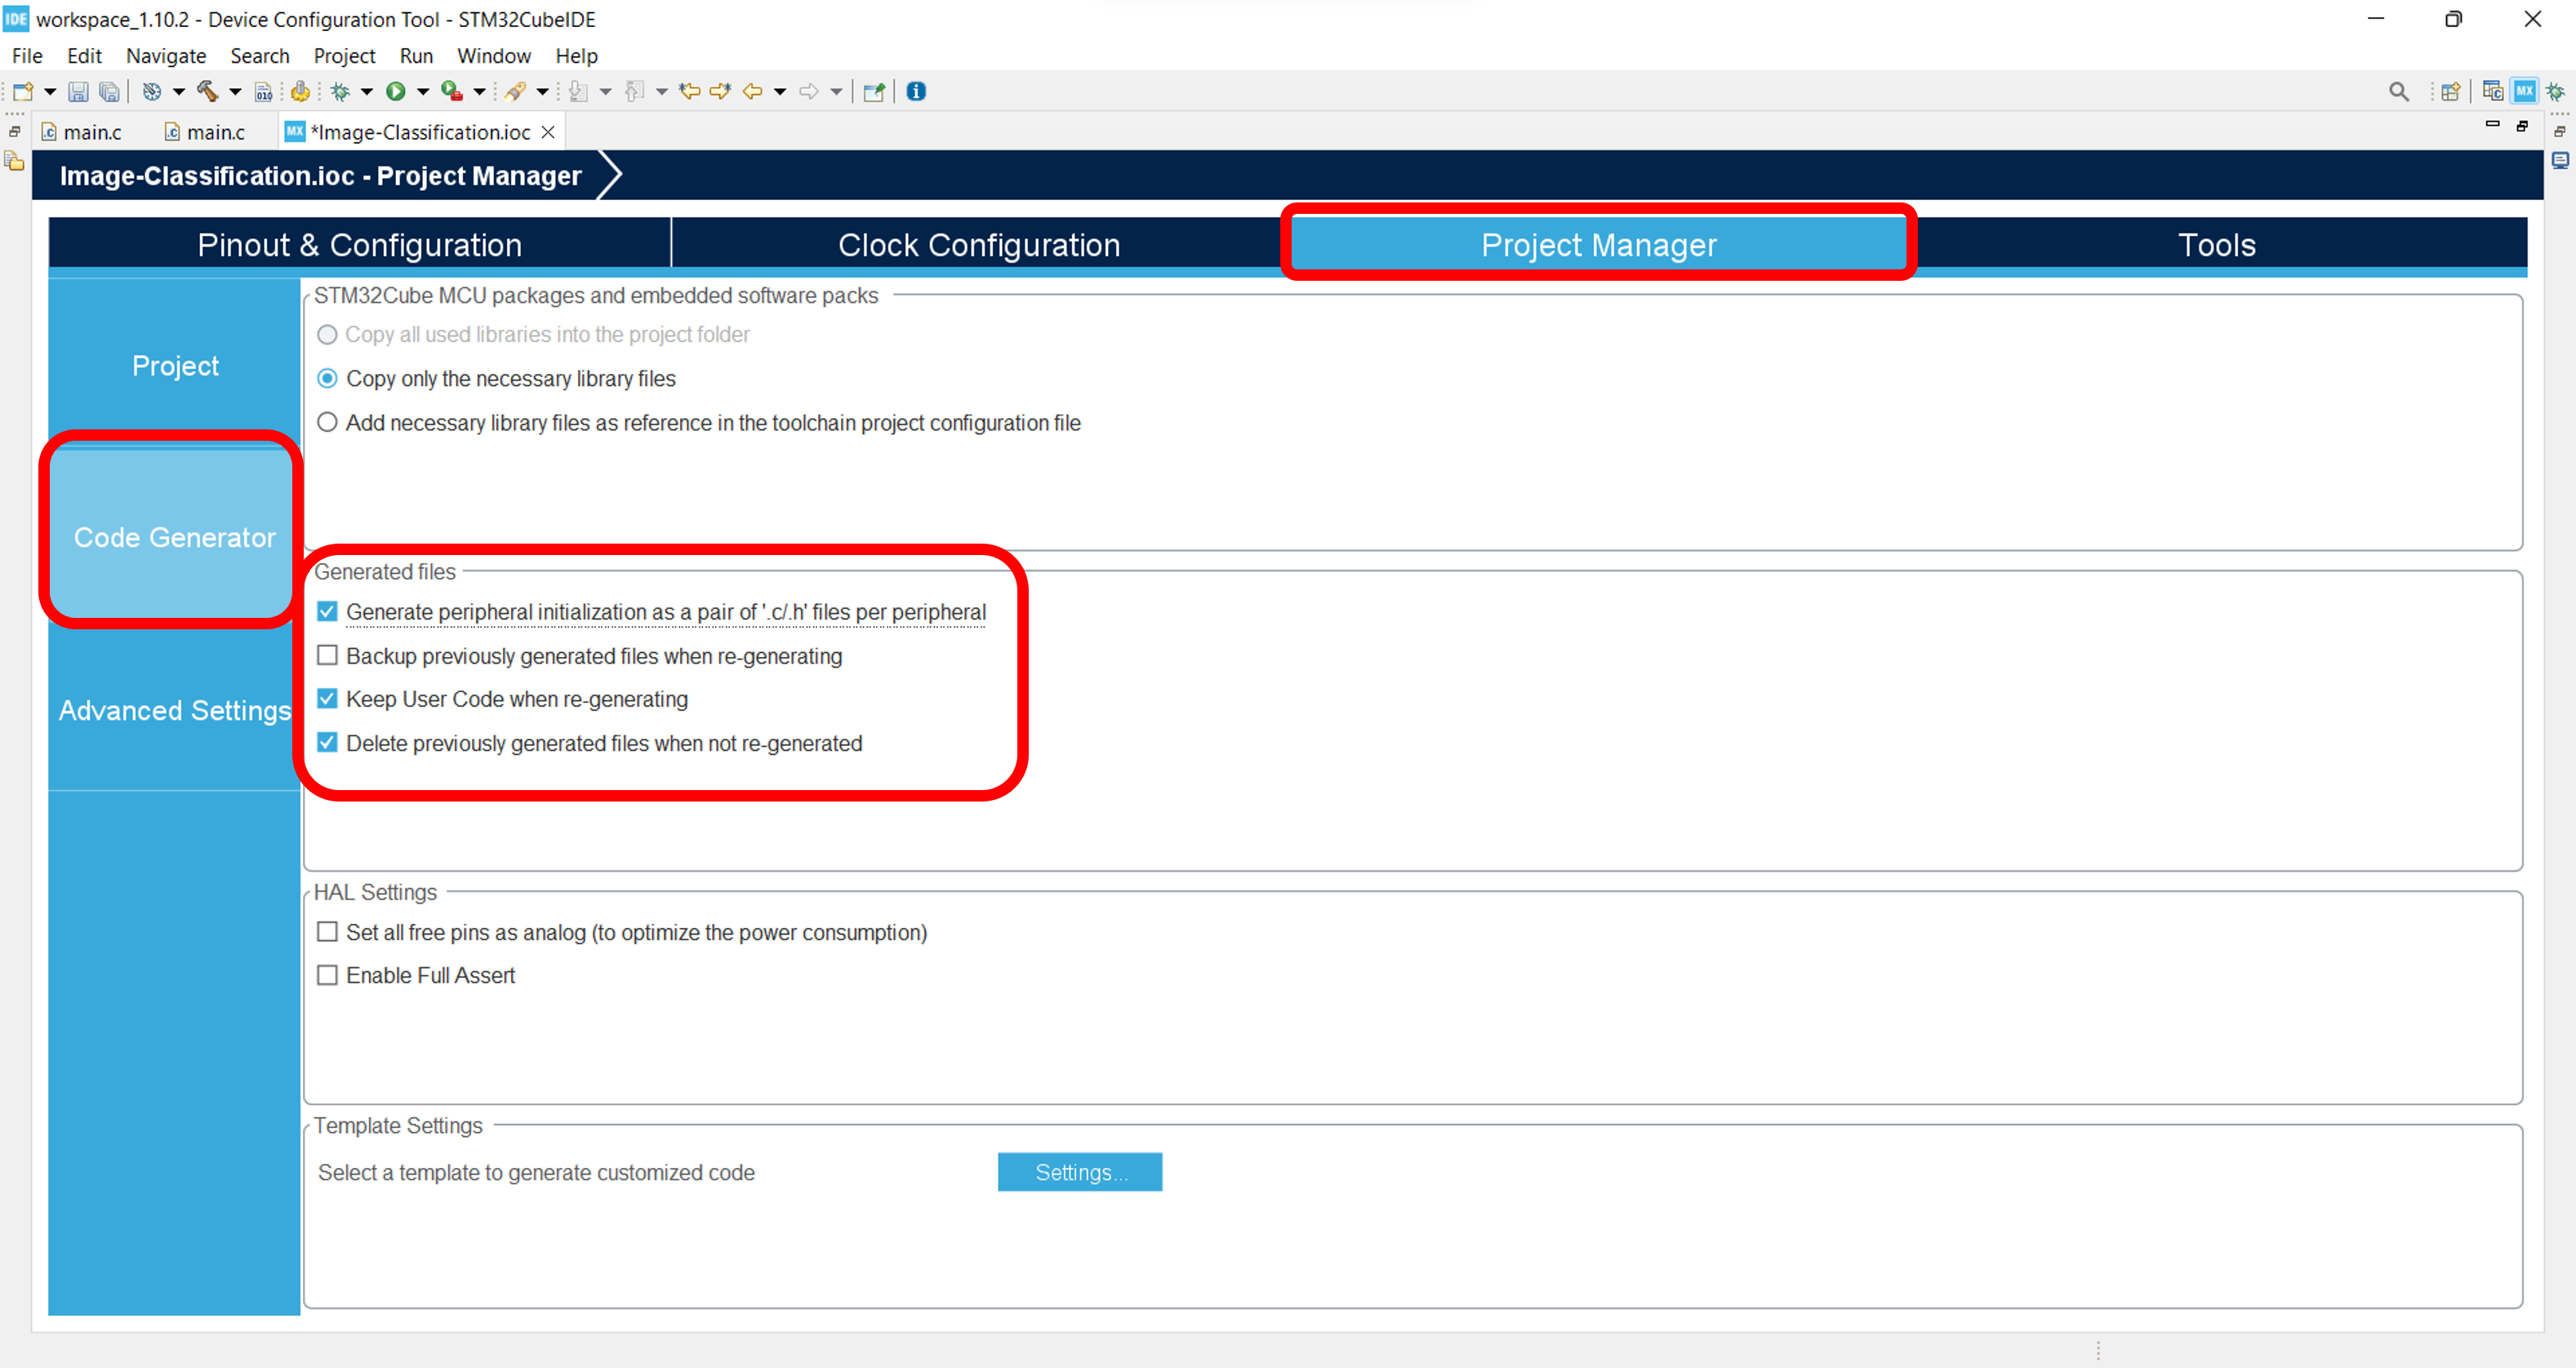 IDE workspace_1.10.2 - Device Configuration Tool - STM32CubeIDE
File Edit Navigate Search Project Run Window Help
010
MX
main.c main.c MX *Image-Classification.ioc
Image-Classification.ioc - Project Manager
Pinout & Configuration Clock Configuration Project Manager Tools
STM32Cube MCU packages and embedded software packs
Copy all used libraries into the project folder
Project
Copy only the necessary library files
Add necessary library files as reference in the toolchain project configuration file
Code Generator
Generated files
Generate peripheral initialization as a pair of '.c/.h' files per peripheral
Backup previously generated files when re-generating
Keep User Code when re-generating
Advanced Settings
Delete previously generated files when not re-generated
HAL Settings
Set all free pins as analog (to optimize the power consumption)
Enable Full Assert
Template Settings
Select a template to generate customized code Settings...